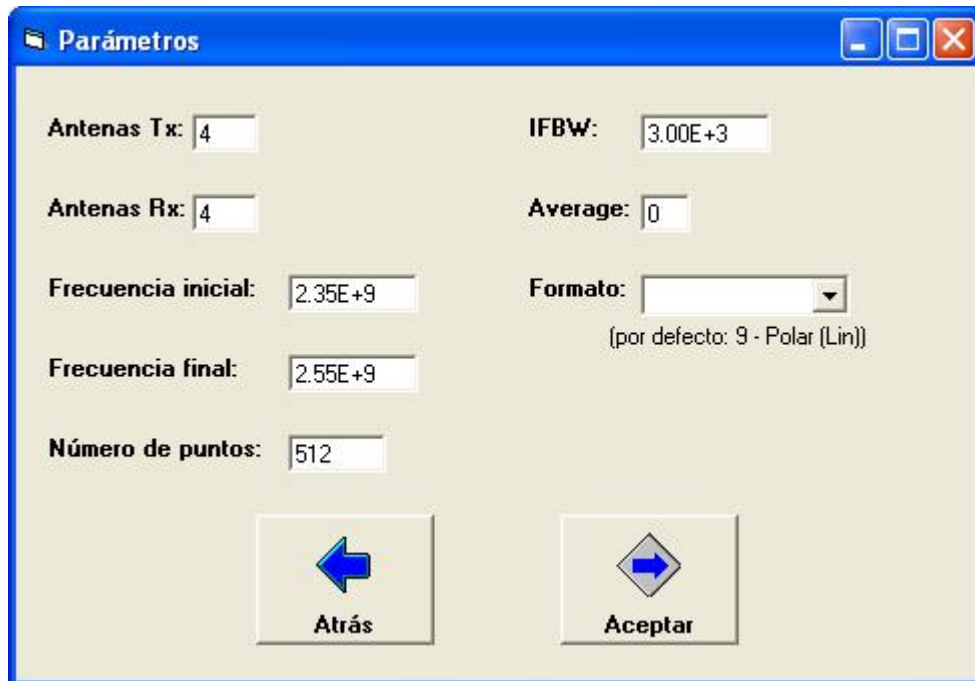 Parámetros
Antenas Tx: 4
IFBW: 3.00E+3
Antenas Rx: 4
Average: 0
Frecuencia inicial: 2.35E+9
Formato:
(por defecto: 9 - Polar (Lin))
Frecuencia final: 2.55E+9
Número de puntos: 512
Atrás
Aceptar